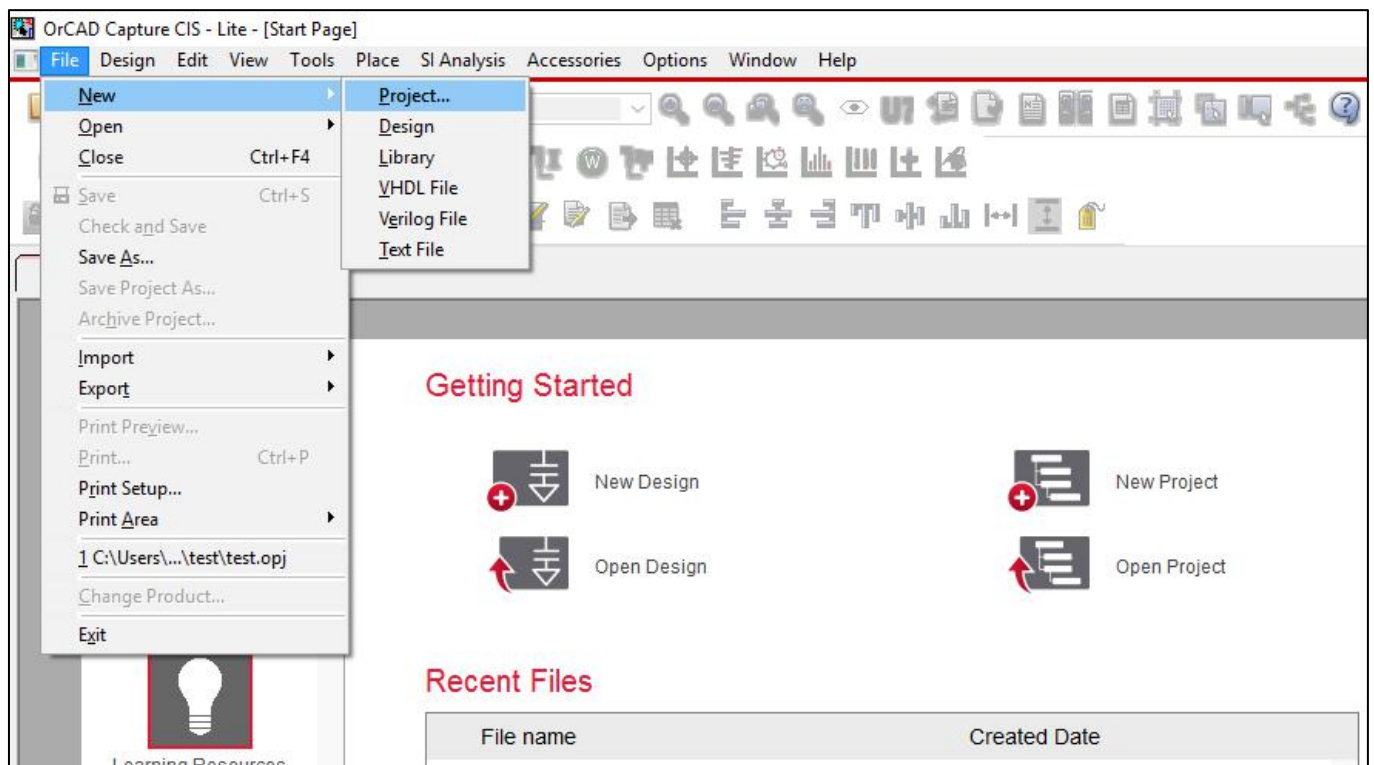 OrCAD Capture CIS - Lite - [Start Page]
File Design Edit View Tools Place SI Analysis Accessories Options Window Help
New
Open
Close Ctrl+F4
Save Ctrl+S
Check and Save
Save As...
Save Project As...
Archive Project...
Import
Export
Print Preview...
Print... Ctrl+P
Print Setup...
Print Area
1 C:\Users\...\test\test.opj
Change Product...
Exit
Project...
Design
Library
VHDL File
Verilog File
Text File
U?
W
Getting Started
New Design New Project
Open Design Open Project
Recent Files
File name Created Date
Learning Resources